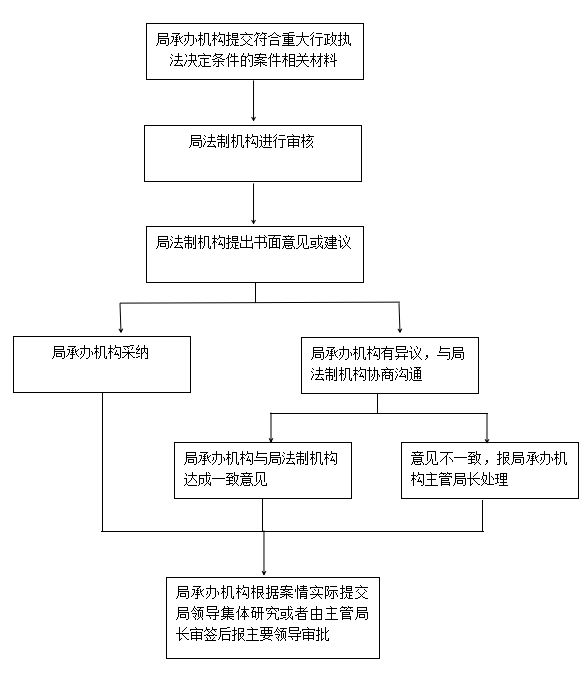 局承办机构提交符合重大行政执
法决定条件的案件相关材料
局法制机构进行审核
局法制机构提出书面意见或建议
局承办机构采纳
局承办机构有异议，与局
法制机构协商沟通
局承办机构与局法制机构
达成一致意见
意见不一致，报局承办机
构主管局长处理
局承办机构根据案情实际提交
局领导集体研究或者由主管局
长审签后报主要领导审批